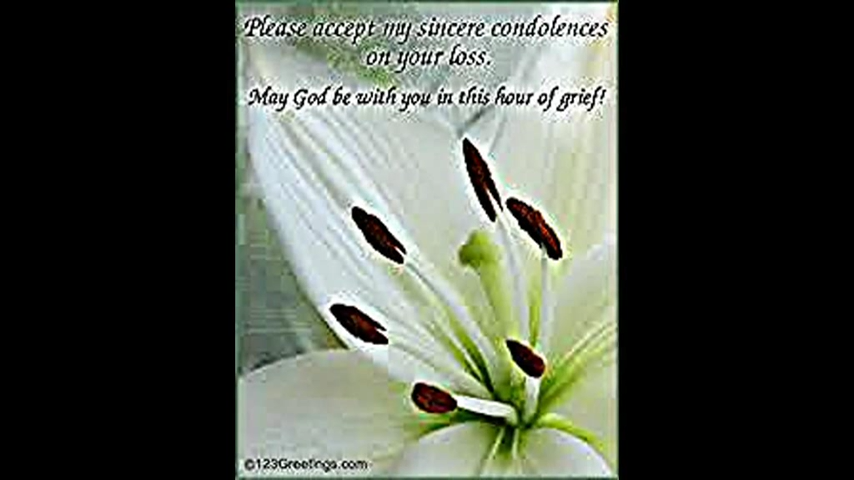 Please accept my sincere condolences
on your loss.
May God be with you in this hour of grief!
©123Greetings.com